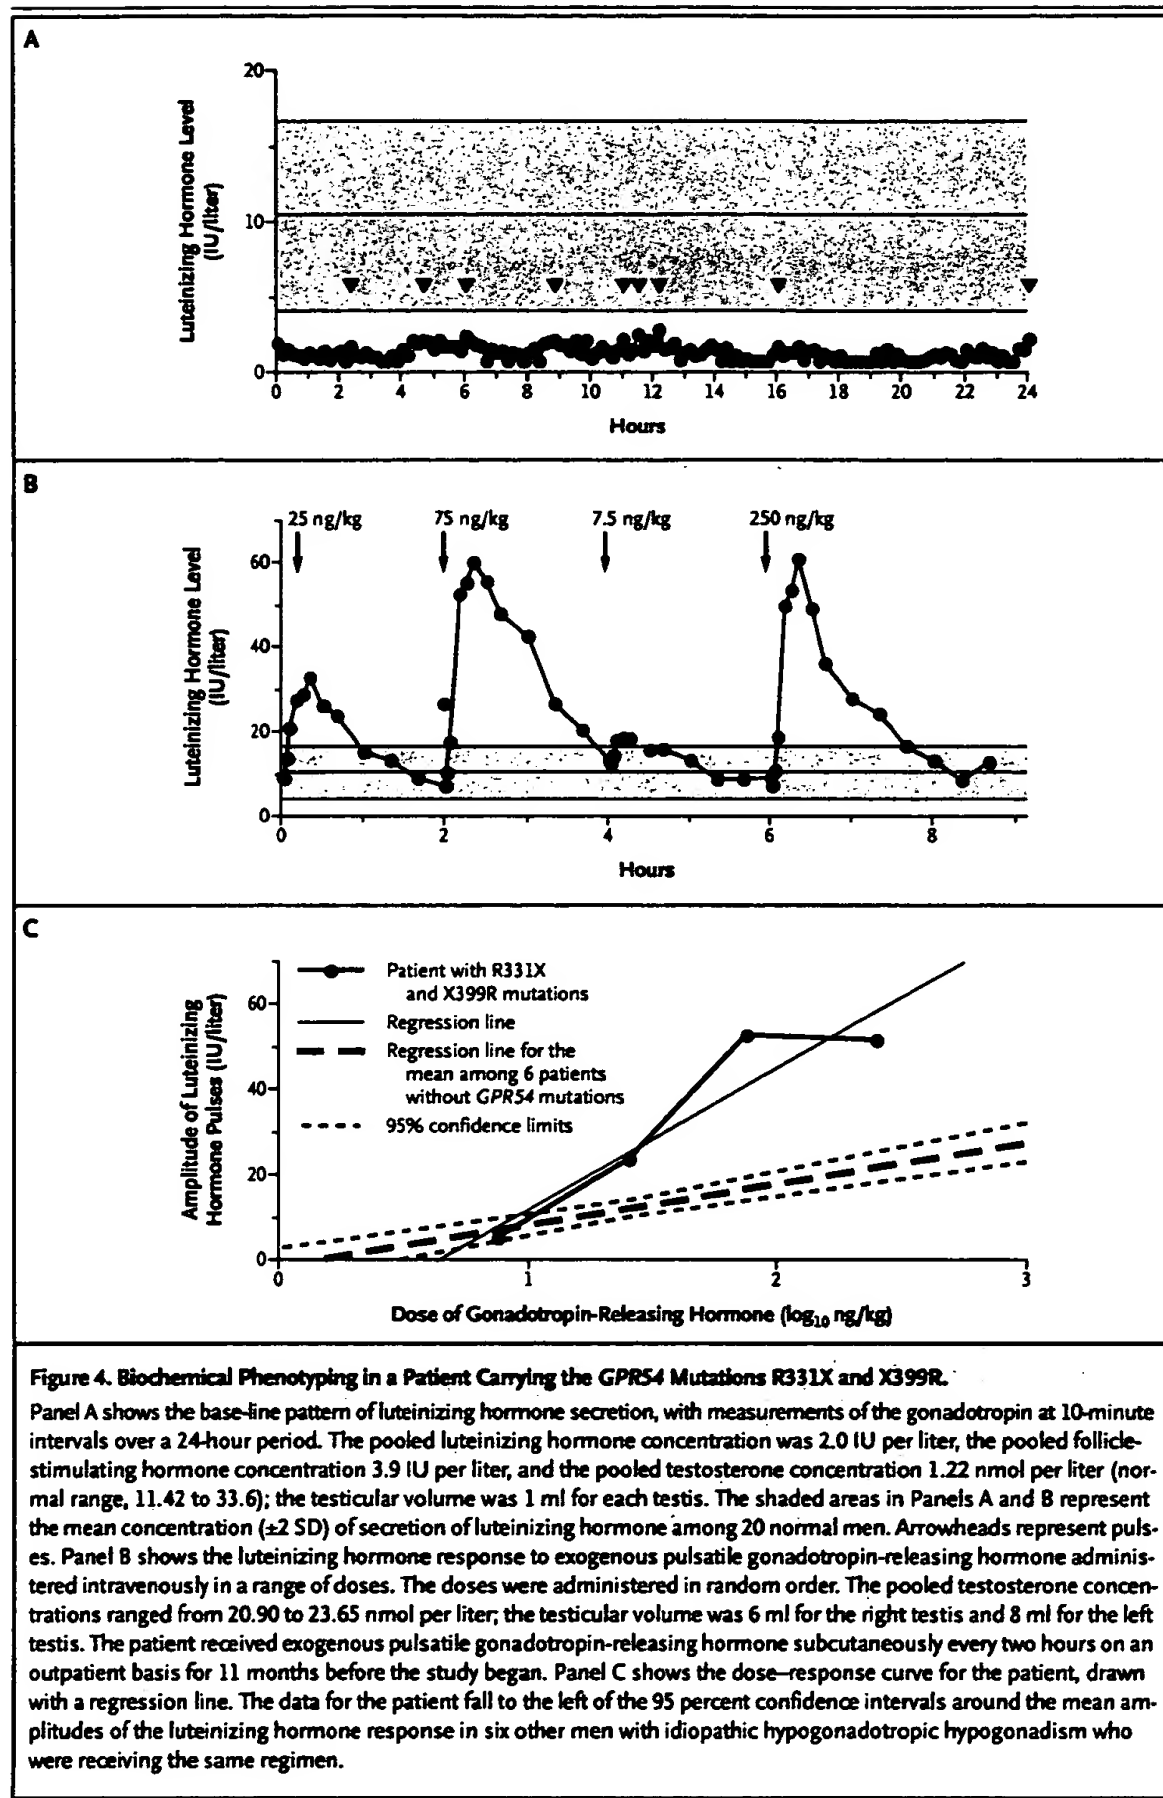 A
20
10
0
Luteinizing Hormone Level
(IU/liter)
0 2 4 6 8 10 12 14 16 18 20 22 24
Hours
B
25 ng/kg 75 ng/kg 7.5 ng/kg 250 ng/kg
60
40
20
0
Luteinizing Hormone Level
(IU/liter)
0 2 4 6 8
Hours
C
Patient with R331X
and X399R mutations
Regression line
Regression line for the
mean among 6 patients
without GPR54 mutations
95% confidence limits
60
40
20
0
Amplitude of Luteinizing
Hormone Pulses (IU/liter)
0 1 2 3
Dose of Gonadotropin-Releasing Hormone (log10 ng/kg)
Figure 4. Biochemical Phenotyping in a Patient Carrying the GPR54 Mutations R331X and X399R.
Panel A shows the base-line pattern of luteinizing hormone secretion, with measurements of the gonadotropin at 10-minute
intervals over a 24-hour period. The pooled luteinizing hormone concentration was 2.0 IU per liter, the pooled follicle-
stimulating hormone concentration 3.9 IU per liter, and the pooled testosterone concentration 1.22 nmol per liter (nor-
mal range, 11.42 to 33.6); the testicular volume was 1 ml for each testis. The shaded areas in Panels A and B represent
the mean concentration (±2 SD) of secretion of luteinizing hormone among 20 normal men. Arrowheads represent puls-
es. Panel B shows the luteinizing hormone response to exogenous pulsatile gonadotropin-releasing hormone adminis-
tered intravenously in a range of doses. The doses were administered in random order. The pooled testosterone concen-
trations ranged from 20.90 to 23.65 nmol per liter; the testicular volume was 6 ml for the right testis and 8 ml for the left
testis. The patient received exogenous pulsatile gonadotropin-releasing hormone subcutaneously every two hours on an
outpatient basis for 11 months before the study began. Panel C shows the dose–response curve for the patient, drawn
with a regression line. The data for the patient fall to the left of the 95 percent confidence intervals around the mean am-
plitudes of the luteinizing hormone response in six other men with idiopathic hypogonadotropic hypogonadism who
were receiving the same regimen.